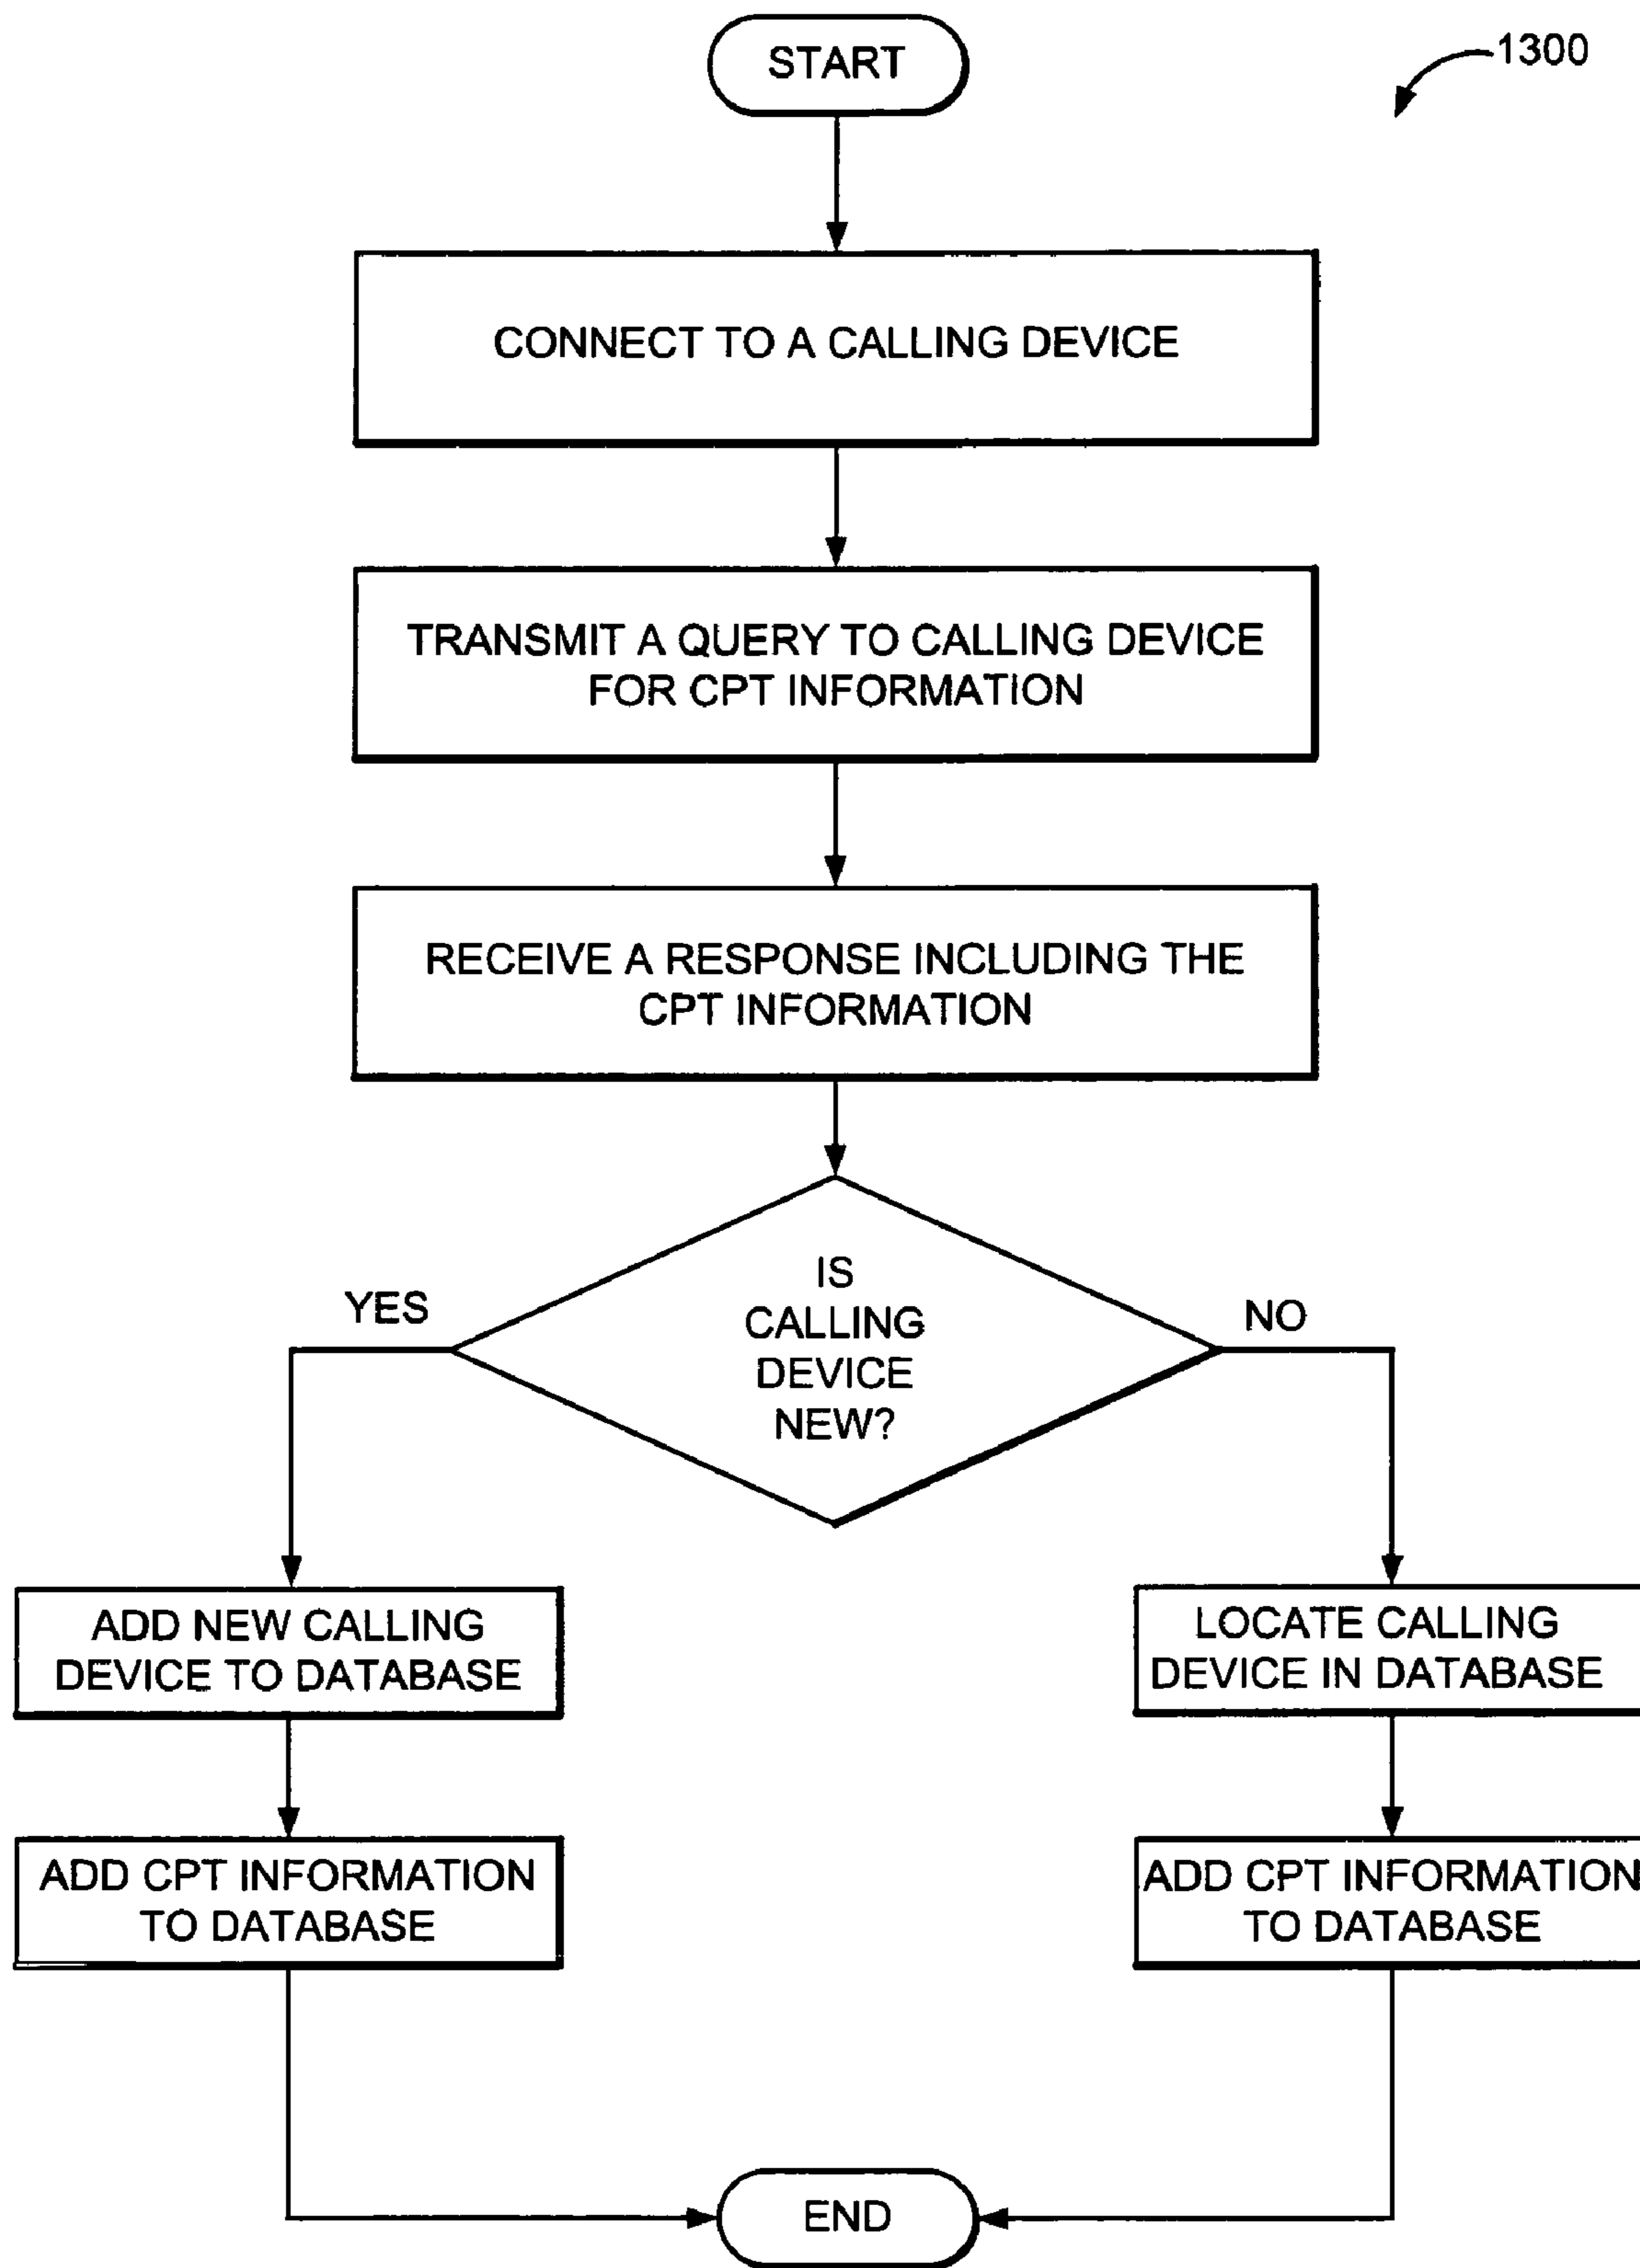 START
1300
CONNECT TO A CALLING DEVICE
TRANSMIT A QUERY TO CALLING DEVICE
FOR CPT INFORMATION
RECEIVE A RESPONSE INCLUDING THE
CPT INFORMATION
IS
CALLING
DEVICE
NEW?
YES
NO
ADD NEW CALLING
DEVICE TO DATABASE
LOCATE CALLING
DEVICE IN DATABASE
ADD CPT INFORMATION
TO DATABASE
ADD CPT INFORMATION
TO DATABASE
END